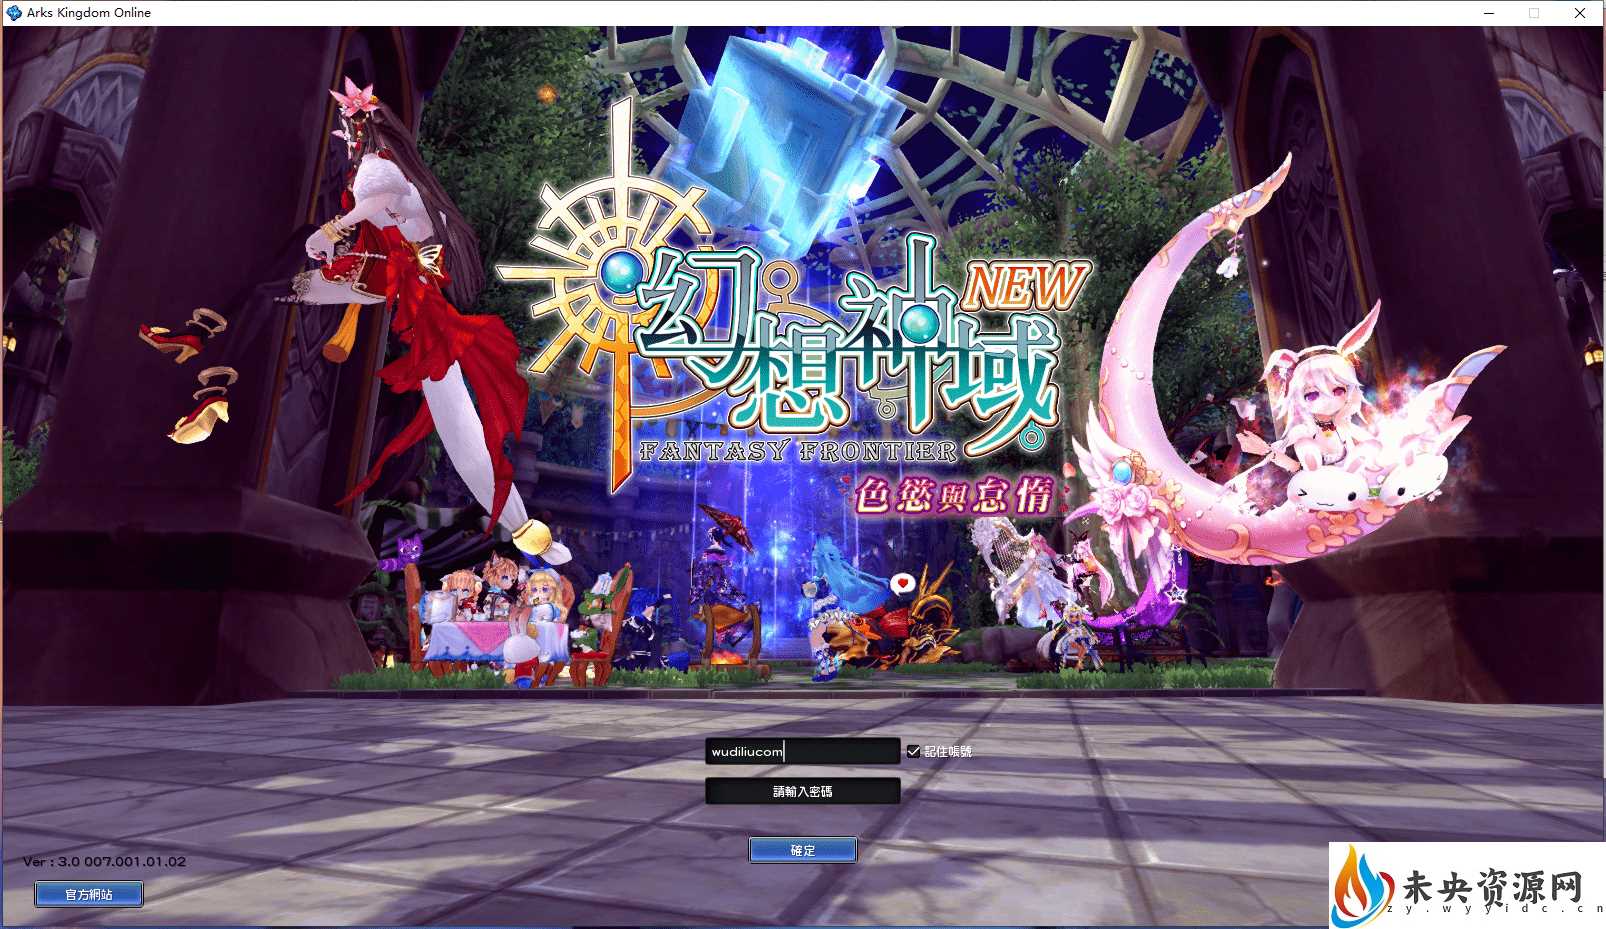 Arks Kingdom Online
幻想神域
NEW
FANTASY FRONTIER
色慾與怠惰
wudiliucom
記住帳號
請輸入密碼
確定
Ver : 3.0 007.001.01.02
官方網站
未央资源网
zy.wyyidc.cn